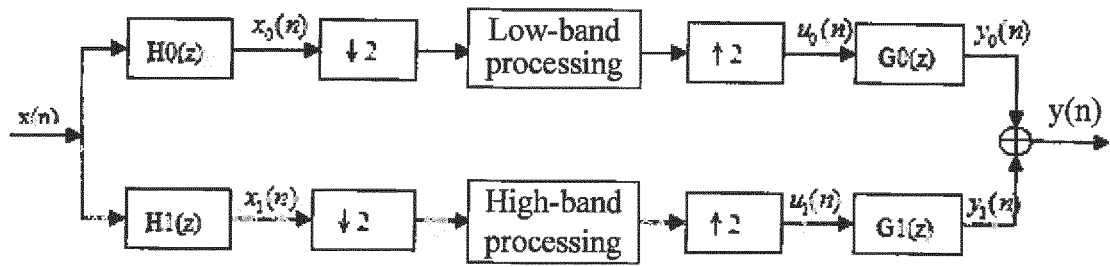 x(n)
H0(z)
x₀(n)
↓2
Low-band
processing
↑2
u₀(n)
G0(z)
y₀(n)
y(n)
H1(z)
x₁(n)
↓2
High-band
processing
↑2
u₁(n)
G1(z)
y₁(n)